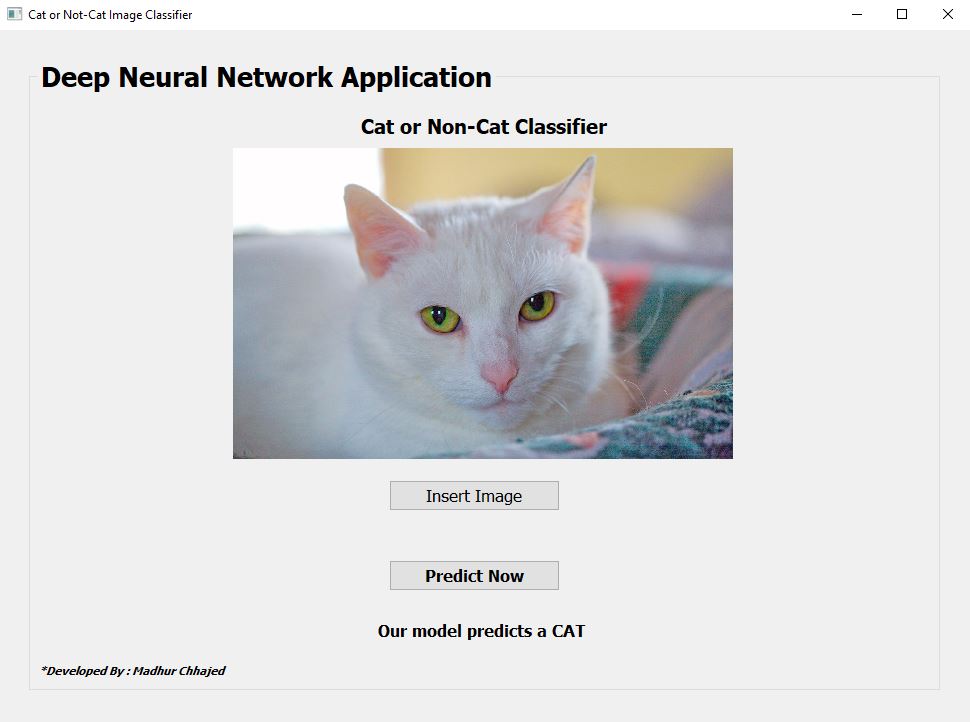 Cat or Not-Cat Image Classifier
Deep Neural Network Application
Cat or Non-Cat Classifier
Insert Image
Predict Now
Our model predicts a CAT
*Developed By : Madhur Chhajed